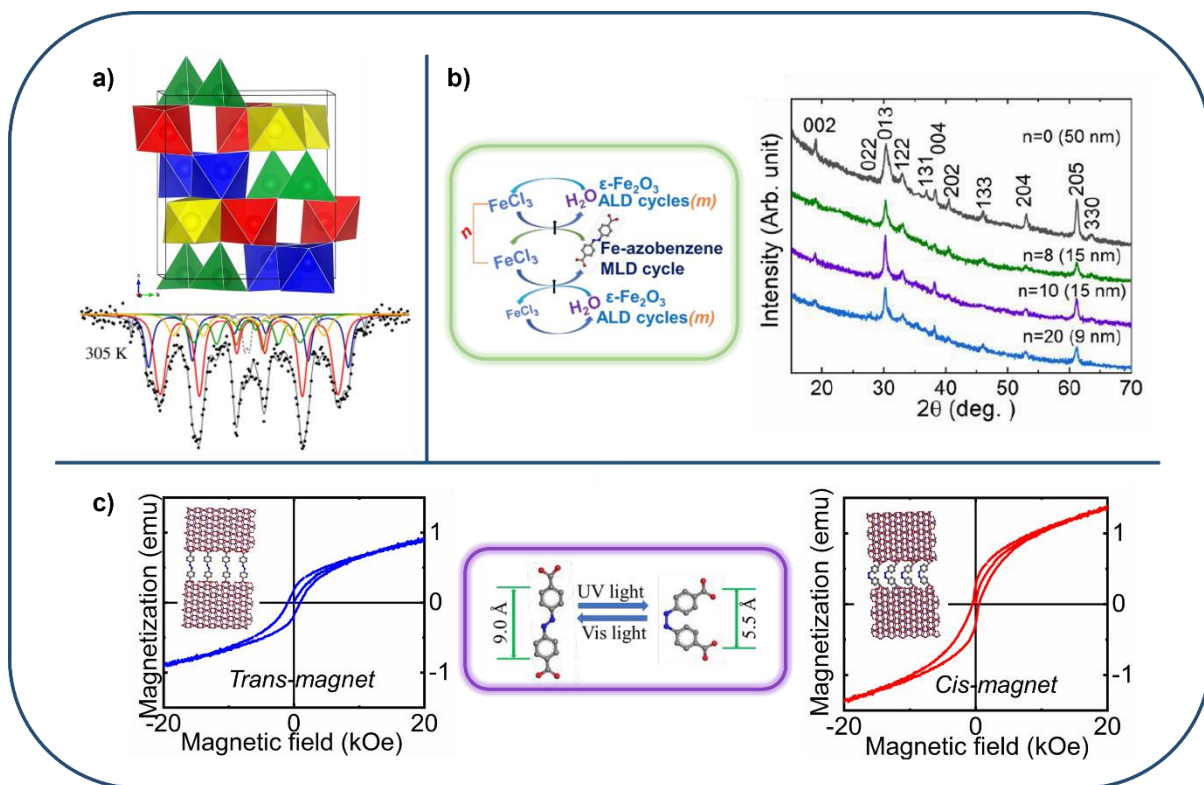 a)
305 K
b)
n
FeCl3
H2O
ε-Fe2O3
ALD cycles(m)
FeCl3
Fe-azobenzene
MLD cycle
FeCl3
H2O
ε-Fe2O3
ALD cycles(m)
Intensity (Arb. unit)
002
022
013
122
131
004
202
133
204
205
330
n=0 (50 nm)
n=8 (15 nm)
n=10 (15 nm)
n=20 (9 nm)
20
30
40
50
60
70
2θ (deg. )
c)
Magnetization (emu)
1
0
-1
Trans-magnet
-20
0
20
Magnetic field (kOe)
9.0 Å
UV light
Vis light
5.5 Å
Magnetization (emu)
1
0
-1
Cis-magnet
-20
0
20
Magnetic field (kOe)